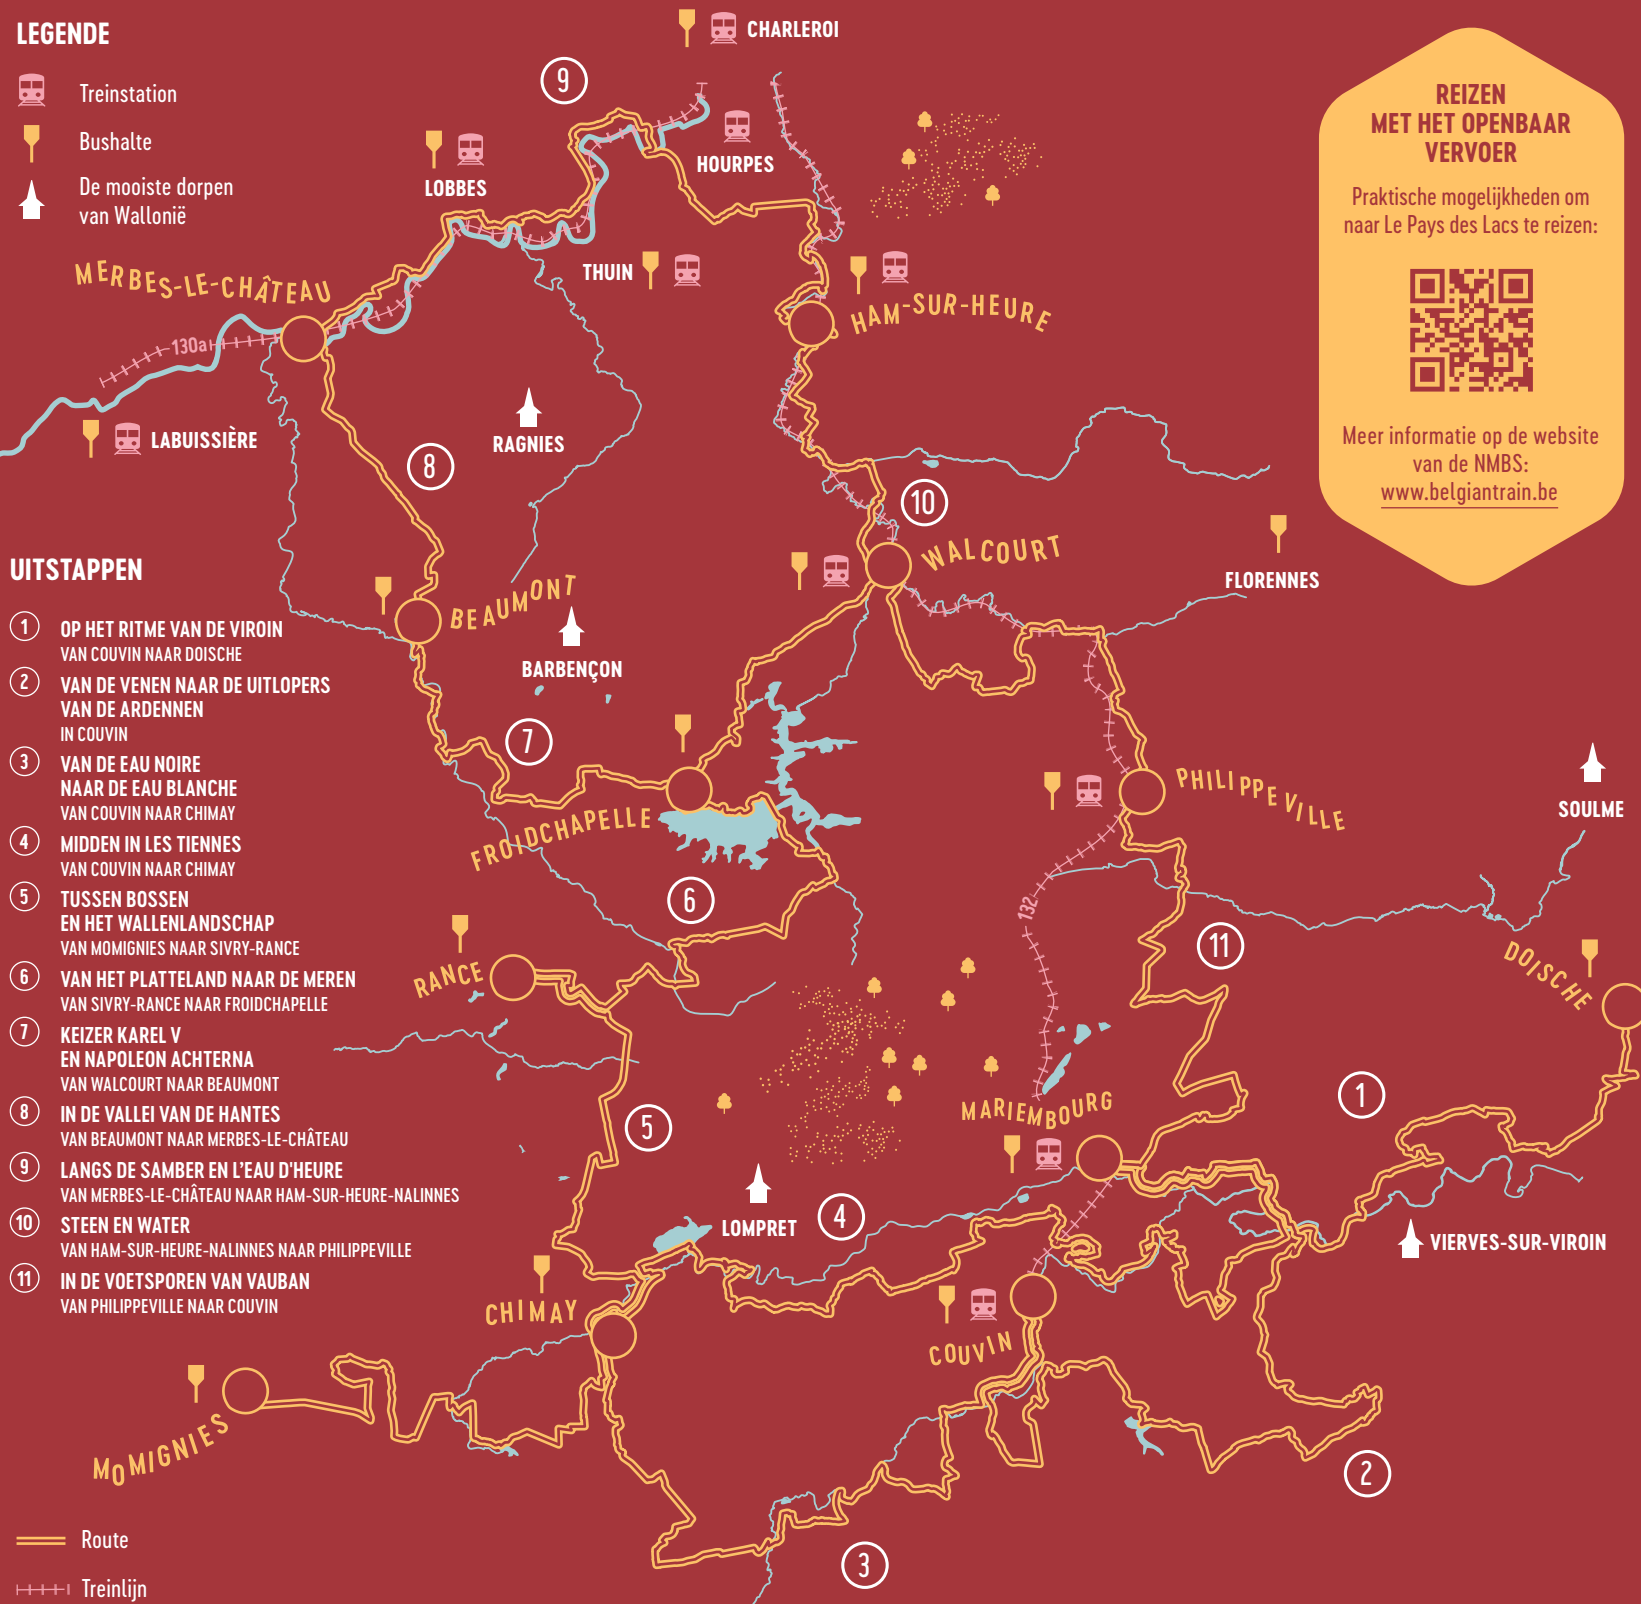 LEGENDE
Treinstation
Bushalte
De mooiste dorpen
van Wallonië
CHARLEROI
9
HOURPES
LOBBES
THUIN
MERBES-LE-CHÂTEAU
HAM-SUR-HEURE
130a
LABUISSIÈRE
RAGNIES
8
10
WALCOURT
FLORENNES
BEAUMONT
BARBENÇON
7
PHILIPPEVILLE
SOULME
FROIDCHAPELLE
6
132
11
RANCE
DOISCHE
1
MARIEMBOURG
5
LOMPRET
4
VIERVES-SUR-VIROIN
CHIMAY
COUVIN
MOMIGNIES
2
3
REIZEN
MET HET OPENBAAR
VERVOER
Praktische mogelijkheden om
naar Le Pays des Lacs te reizen:
Meer informatie op de website
van de NMBS:
www.belgiantrain.be
UITSTAPPEN
1 OP HET RITME VAN DE VIROIN
VAN COUVIN NAAR DOISCHE
2 VAN DE VENEN NAAR DE UITLOPERS
VAN DE ARDENNEN
IN COUVIN
3 VAN DE EAU NOIRE
NAAR DE EAU BLANCHE
VAN COUVIN NAAR CHIMAY
4 MIDDEN IN LES TIENNES
VAN COUVIN NAAR CHIMAY
5 TUSSEN BOSSEN
EN HET WALLENLANDSCHAP
VAN MOMIGNIES NAAR SIVRY-RANCE
6 VAN HET PLATTELAND NAAR DE MEREN
VAN SIVRY-RANCE NAAR FROIDCHAPELLE
7 KEIZER KAREL V
EN NAPOLEON ACHTERNA
VAN WALCOURT NAAR BEAUMONT
8 IN DE VALLEI VAN DE HANTES
VAN BEAUMONT NAAR MERBES-LE-CHÂTEAU
9 LANGS DE SAMBER EN L'EAU D'HEURE
VAN MERBES-LE-CHÂTEAU NAAR HAM-SUR-HEURE-NALINNES
10 STEEN EN WATER
VAN HAM-SUR-HEURE-NALINNES NAAR PHILIPPEVILLE
11 IN DE VOETSPOREN VAN VAUBAN
VAN PHILIPPEVILLE NAAR COUVIN
Route
Treinlijn